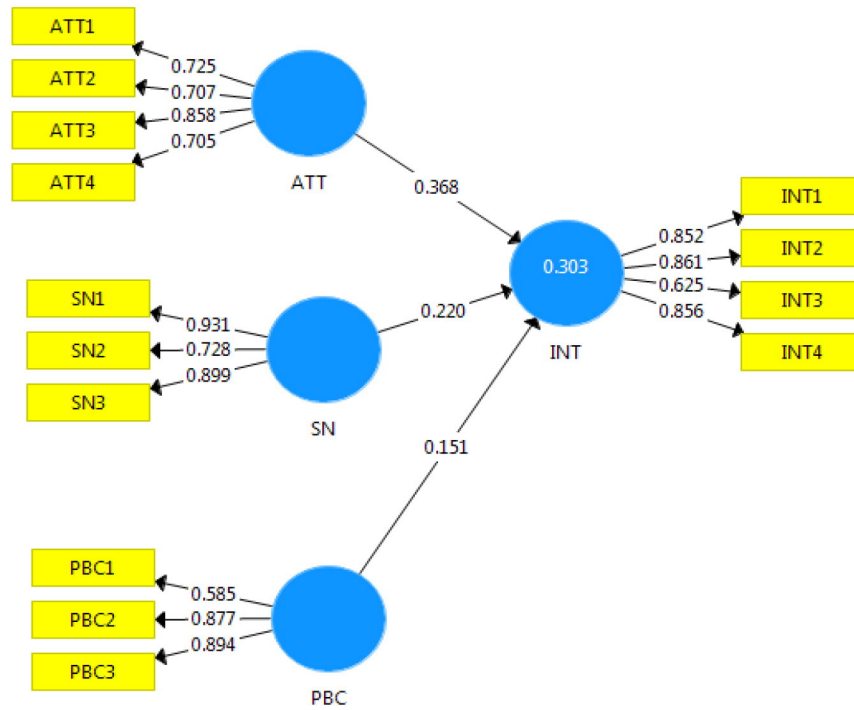 ATT1
0.725
ATT2
0.707
ATT3
0.858
ATT4
0.705
ATT
0.368
SN1
0.931
SN2
0.728
SN3
0.899
SN
0.220
PBC1
0.585
PBC2
0.877
PBC3
0.894
PBC
0.151
0.303
INT
INT1
0.852
INT2
0.861
INT3
0.625
INT4
0.856